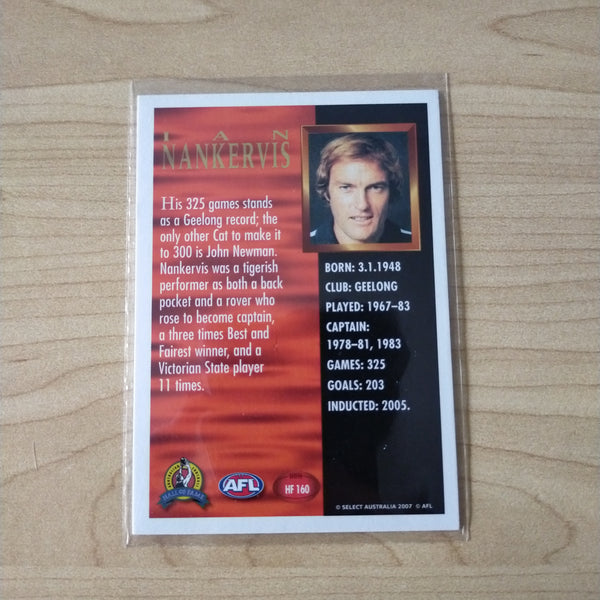 IAN
NANKERVIS
His 325 games stands
as a Geelong record; the
only other Cat to make it
to 300 is John Newman.
Nankervis was a tigerish
performer as both a back
pocket and a rover who
rose to become captain,
a three times Best and
Fairest winner, and a
Victorian State player
11 times.
BORN: 3.1.1948
CLUB: GEELONG
PLAYED: 1967–83
CAPTAIN:
1978–81, 1983
GAMES: 325
GOALS: 203
INDUCTED: 2005.
HALL OF FAME
AFL
HF 160
© SELECT AUSTRALIA 2007 © AFL